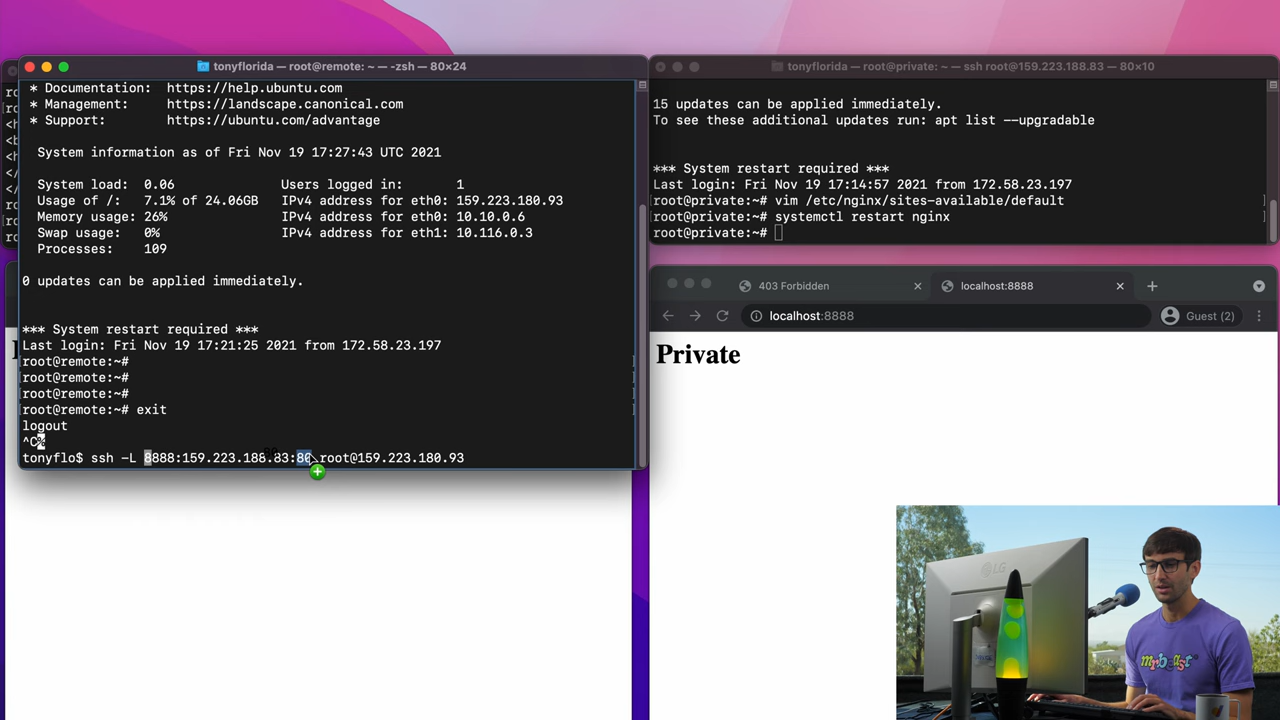 tonyflorida — root@remote: ~ — -zsh — 80×24
* Documentation: https://help.ubuntu.com
* Management: https://landscape.canonical.com
* Support: https://ubuntu.com/advantage
System information as of Fri Nov 19 17:27:43 UTC 2021
System load: 0.06 Users logged in: 1
Usage of /: 7.1% of 24.06GB IPv4 address for eth0: 159.223.180.93
Memory usage: 26% IPv4 address for eth0: 10.10.0.6
Swap usage: 0% IPv4 address for eth1: 10.116.0.3
Processes: 109
0 updates can be applied immediately.
*** System restart required ***
Last login: Fri Nov 19 17:21:25 2021 from 172.58.23.197
[root@remote:~# ]
[root@remote:~# ]
[root@remote:~# ]
[root@remote:~# exit ]
logout
^C%
tonyflo$ ssh -L 8888:159.223.188.83:80 root@159.223.180.93
tonyflorida — root@private: ~ — ssh root@159.223.188.83 — 80×10
15 updates can be applied immediately.
To see these additional updates run: apt list --upgradable
*** System restart required ***
Last login: Fri Nov 19 17:14:57 2021 from 172.58.23.197
[root@private:~# vim /etc/nginx/sites-available/default ]
[root@private:~# systemctl restart nginx ]
root@private:~#
403 Forbidden
localhost:8888
localhost:8888
Guest (2)
Private
LG
mrbeast